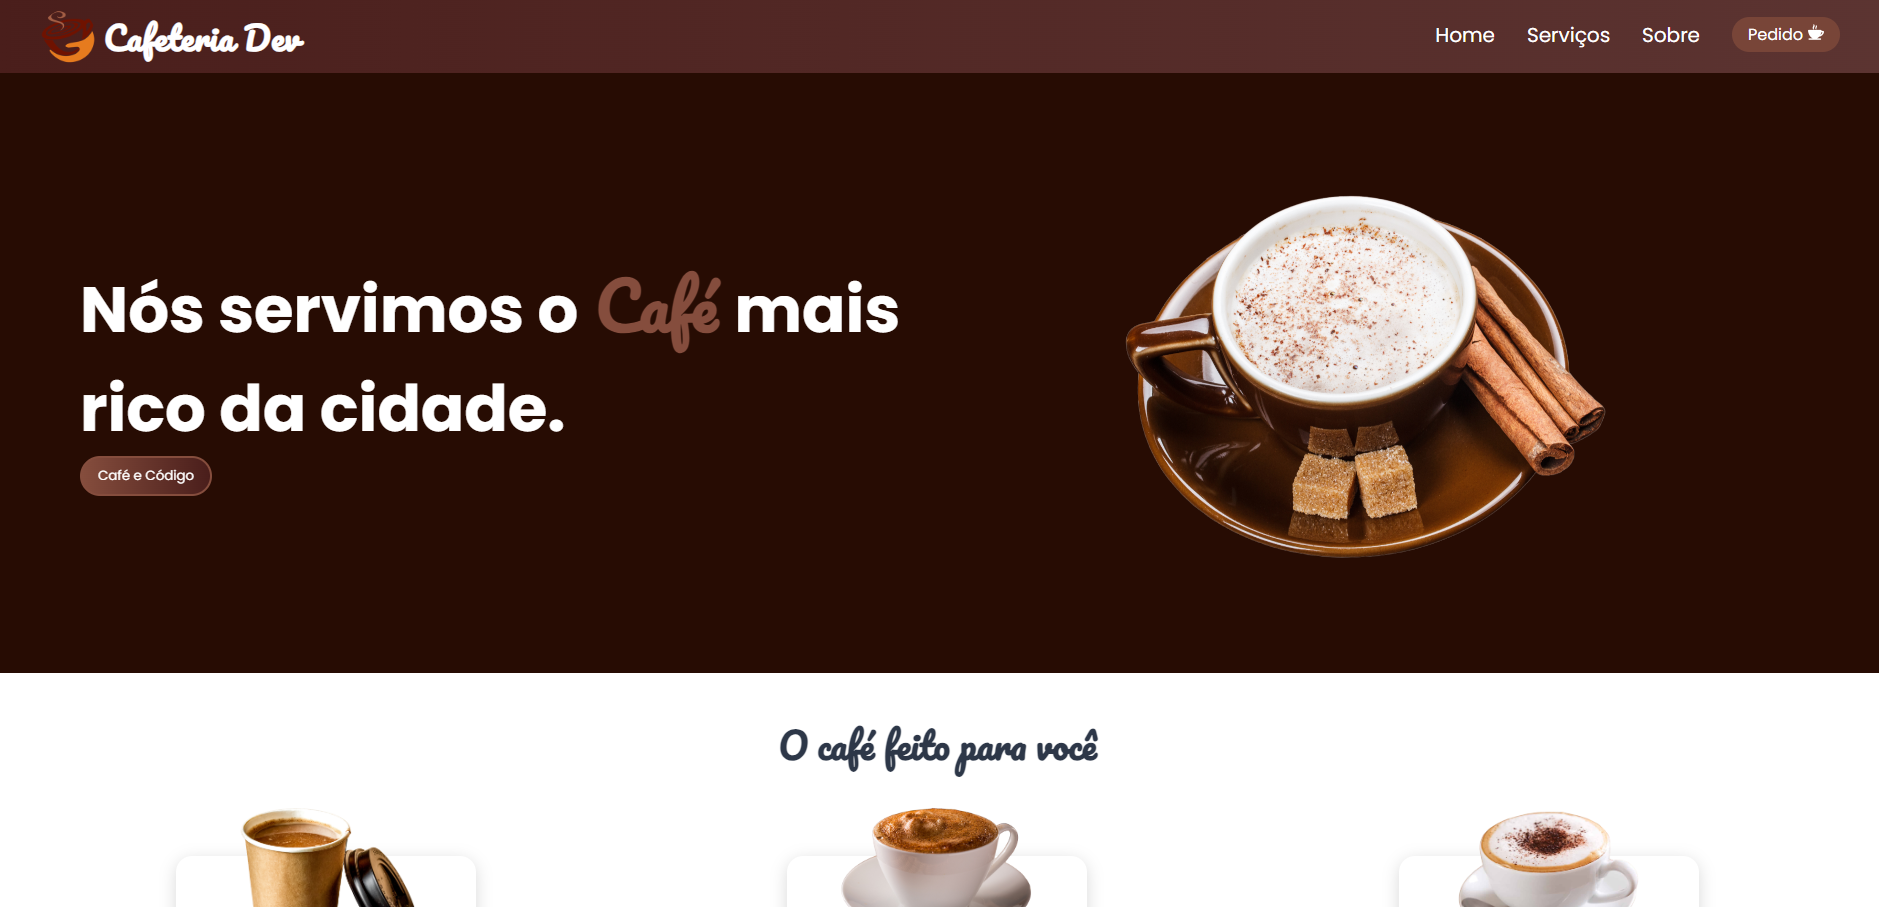 Cafeteria Dev
Home
Serviços
Sobre
Pedido
Nós servimos o Café mais
rico da cidade.
Café e Código
O café feito para você